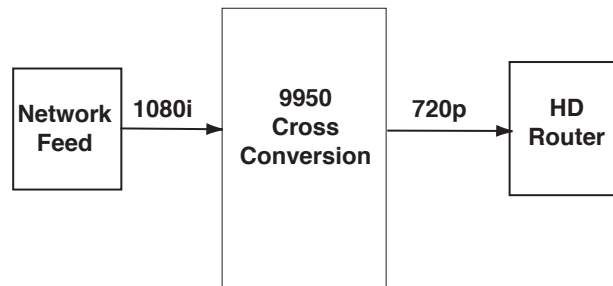 Network
Feed
1080i
9950
Cross
Conversion
720p
HD
Router